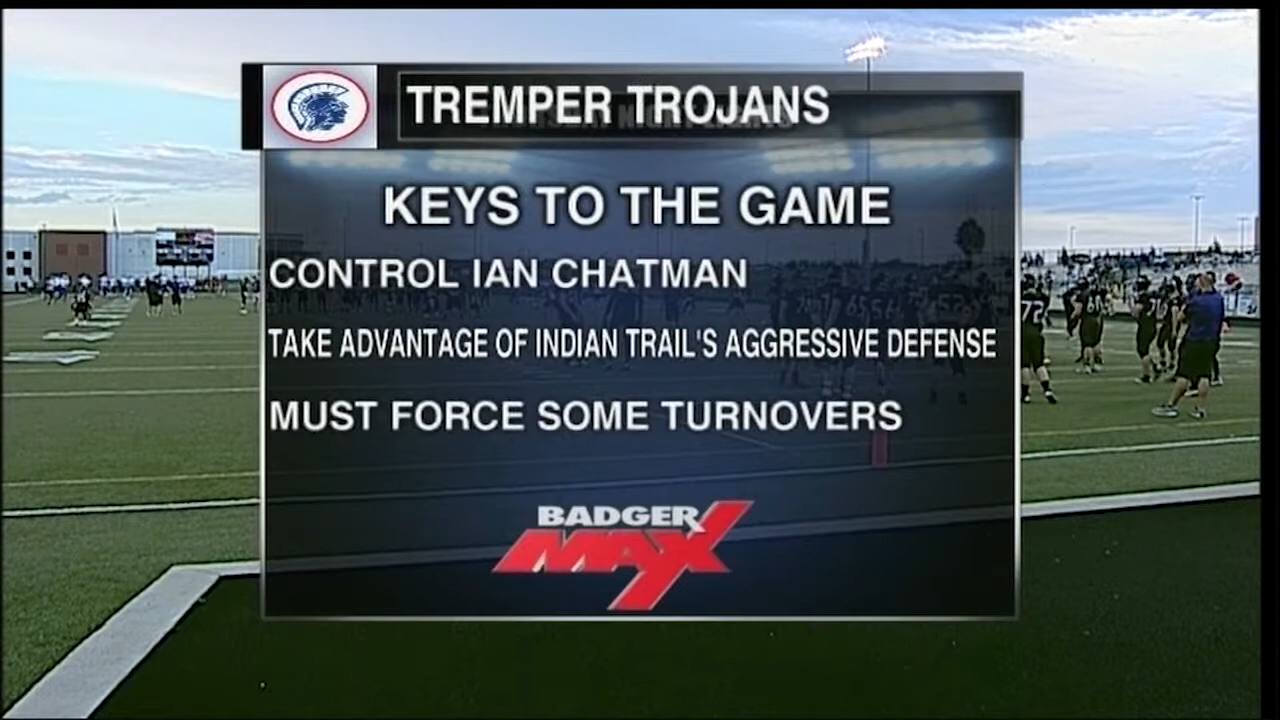 TREMPER TROJANS
KEYS TO THE GAME
CONTROL IAN CHATMAN
TAKE ADVANTAGE OF INDIAN TRAIL'S AGGRESSIVE DEFENSE
MUST FORCE SOME TURNOVERS
BADGER
MAX
72